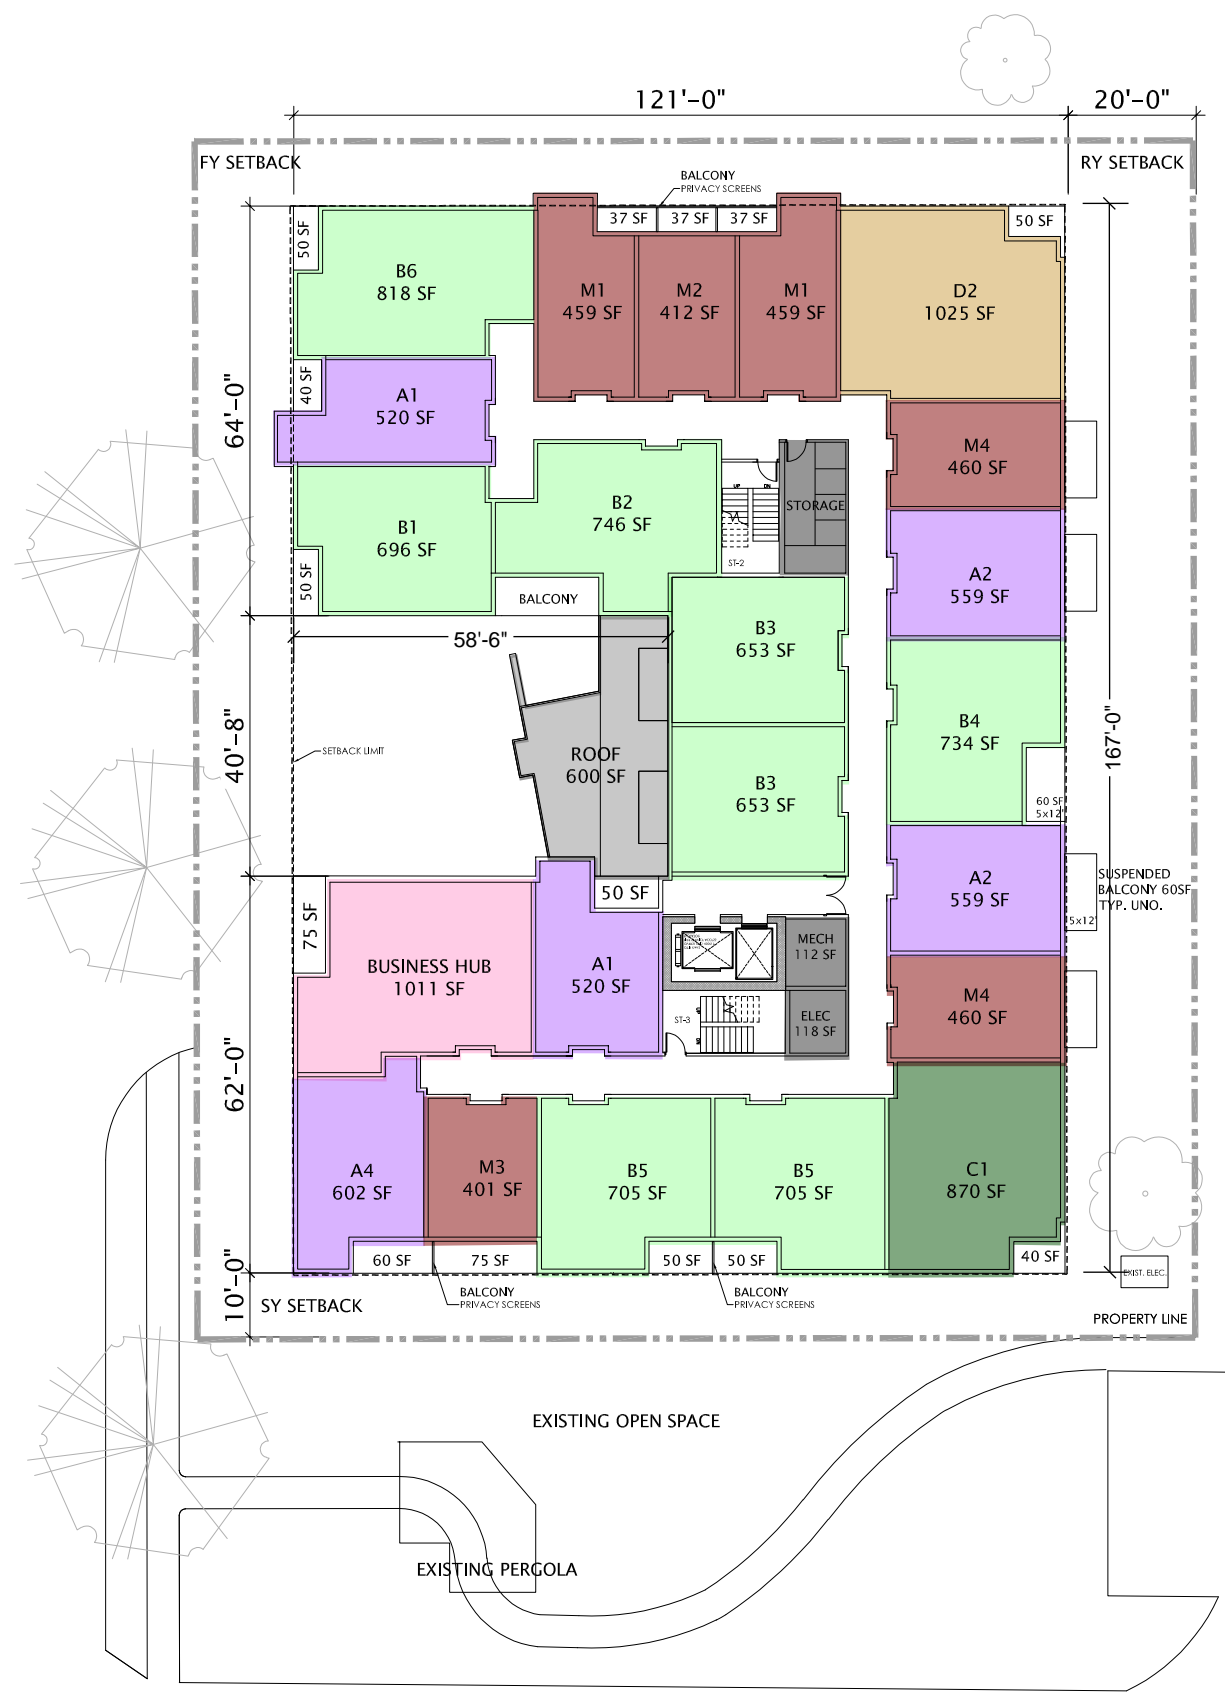 121'-0"
20'-0"
FY SETBACK
RY SETBACK
BALCONY
PRIVACY SCREENS
50 SF
37 SF
37 SF
37 SF
50 SF
B6
818 SF
M1
459 SF
M2
412 SF
M1
459 SF
D2
1025 SF
64'-0"
40 SF
A1
520 SF
M4
460 SF
B1
696 SF
50 SF
B2
746 SF
UP
DN
ST-2
STORAGE
A2
559 SF
BALCONY
58'-6"
B3
653 SF
B4
734 SF
167'-0"
40'-8"
SETBACK LIMIT
ROOF
600 SF
B3
653 SF
60 SF
5x12'
75 SF
50 SF
A2
559 SF
SUSPENDED
BALCONY 60SF
TYP. UNO.
5x12'
BUSINESS HUB
1011 SF
A1
520 SF
MECH
112 SF
ST-3
ELEC
118 SF
M4
460 SF
62'-0"
A4
602 SF
M3
401 SF
B5
705 SF
B5
705 SF
C1
870 SF
60 SF
75 SF
50 SF
50 SF
40 SF
10'-0"
SY SETBACK
BALCONY
PRIVACY SCREENS
BALCONY
PRIVACY SCREENS
EXIST. ELEC.
PROPERTY LINE
EXISTING OPEN SPACE
EXISTING PERGOLA